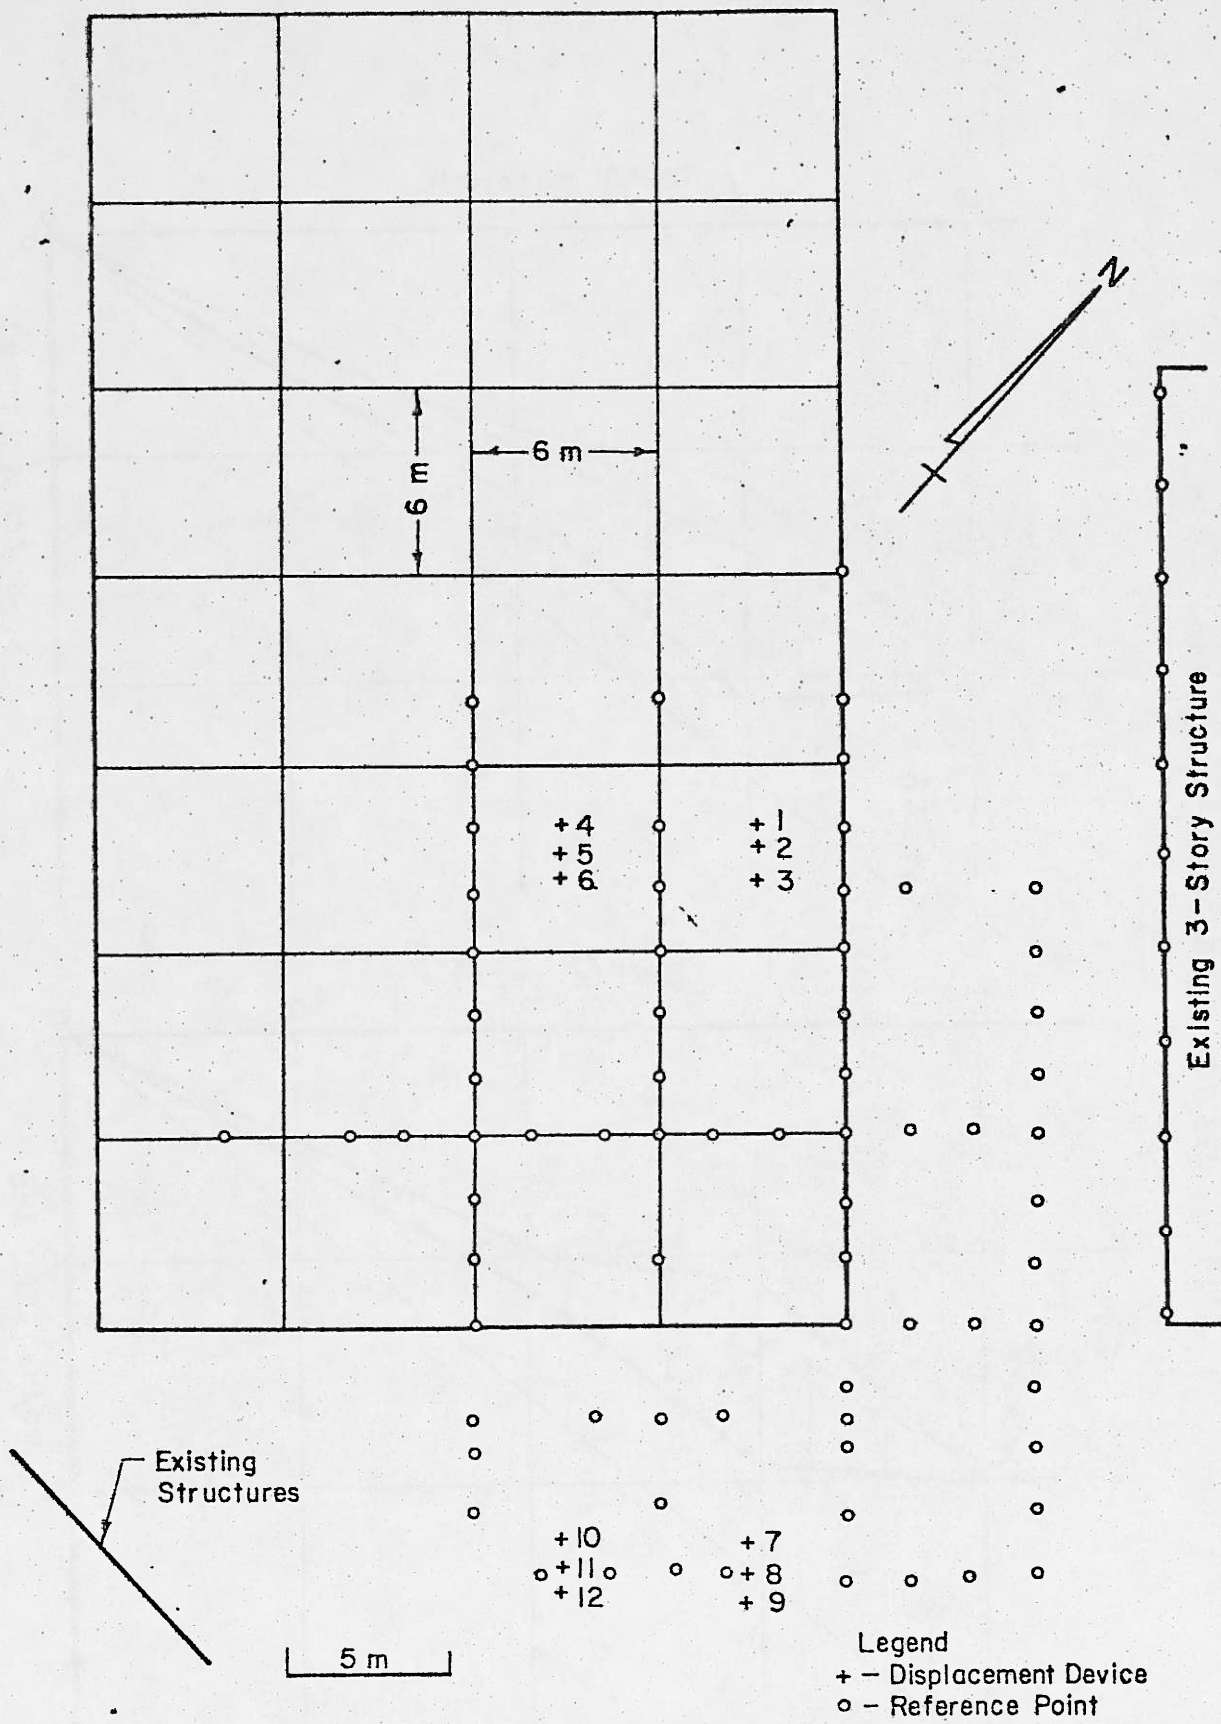 N
6 m
6 m
Existing 3-Story Structure
+4
+1
+5
+2
+6
+3
Existing
Structures
+10
+7
+11
+8
+12
+9
5 m
Legend
+ – Displacement Device
o – Reference Point